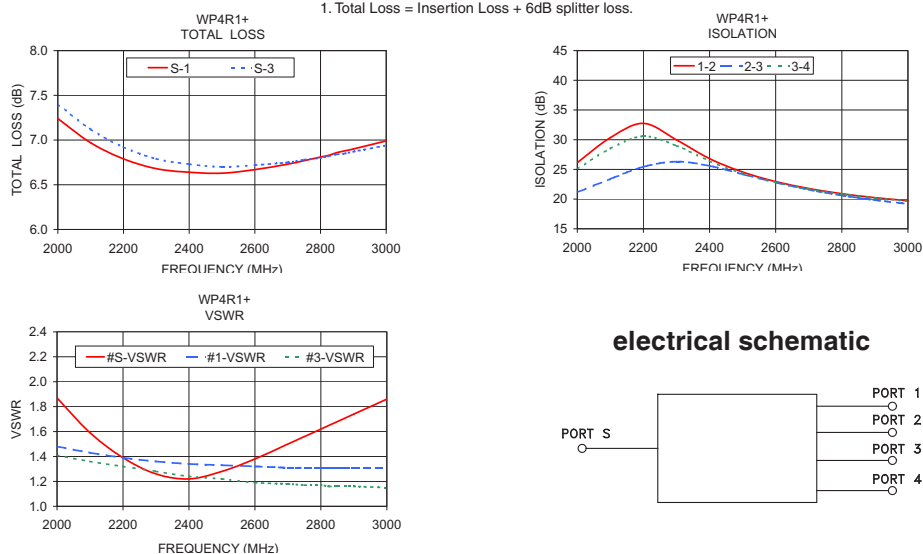 1. Total Loss = Insertion Loss + 6dB splitter loss.
WP4R1+
TOTAL LOSS
TOTAL LOSS (dB)
8.0
7.5
7.0
6.5
6.0
S-1
S-3
2000 2200 2400 2600 2800 3000
FREQUENCY (MHz)
WP4R1+
ISOLATION
ISOLATION (dB)
45
40
35
30
25
20
15
1-2
2-3
3-4
2000 2200 2400 2600 2800 3000
FREQUENCY (MHz)
WP4R1+
VSWR
VSWR
2.4
2.2
2.0
1.8
1.6
1.4
1.2
1.0
#S-VSWR
#1-VSWR
#3-VSWR
2000 2200 2400 2600 2800 3000
FREQUENCY (MHz)
electrical schematic
PORT S
PORT 1
PORT 2
PORT 3
PORT 4